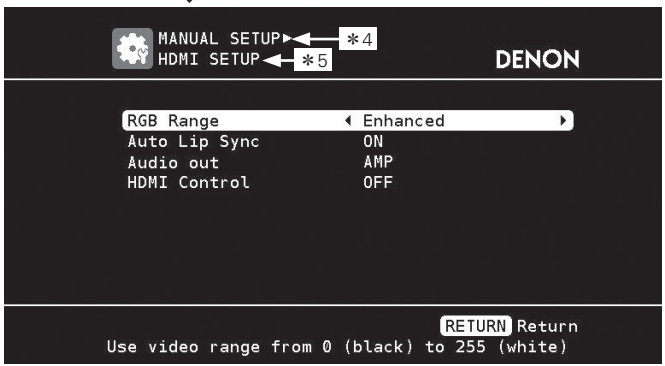 MANUAL SETUP▶ *4
HDMI SETUP *5
DENON
RGB Range ◀ Enhanced ▶
Auto Lip Sync ON
Audio out AMP
HDMI Control OFF
RETURN Return
Use video range from 0 (black) to 255 (white)